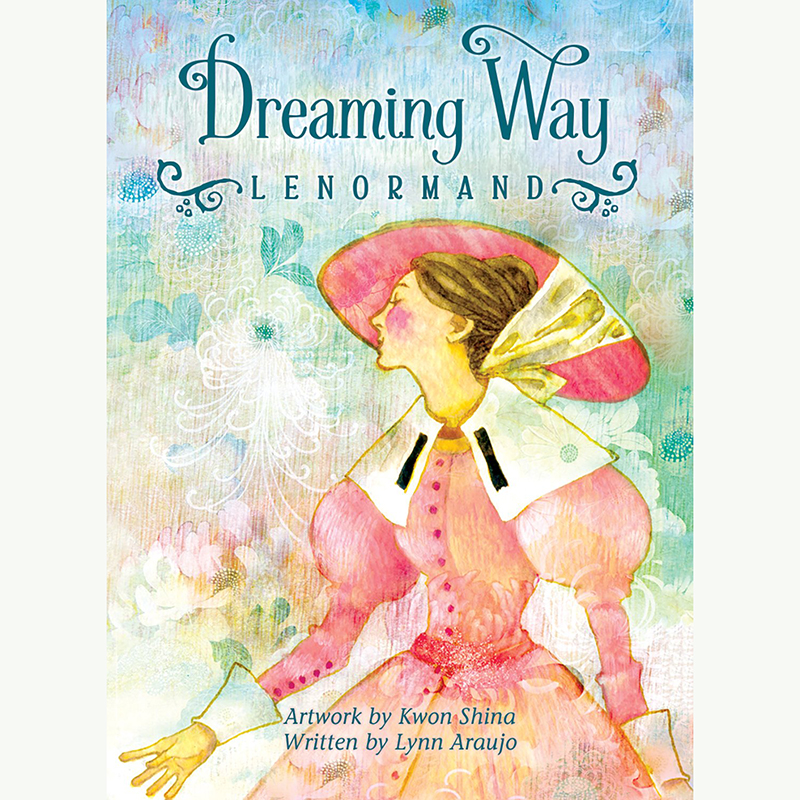 Dreaming Way
LENORMAND
Artwork by Kwon Shina
Written by Lynn Araujo